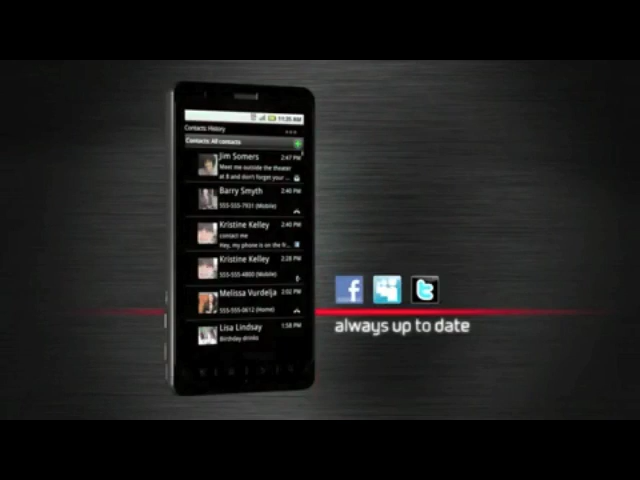 11:35 AM
Contacts: History
Contacts: All contacts
Jim Somers 2:47 PM
Meet me outside the theater
at 8 and don't forget your ...
Barry Smyth 2:40 PM
555-555-7931 (Mobile)
Kristine Kelley 2:40 PM
contact me
Hey, my phone is on the fr...
Kristine Kelley 2:28 PM
555-555-4800 (Mobile)
Melissa Vurdelja 2:02 PM
555-555-0612 (Home)
Lisa Lindsay 1:58 PM
Birthday drinks
f
t
always up to date